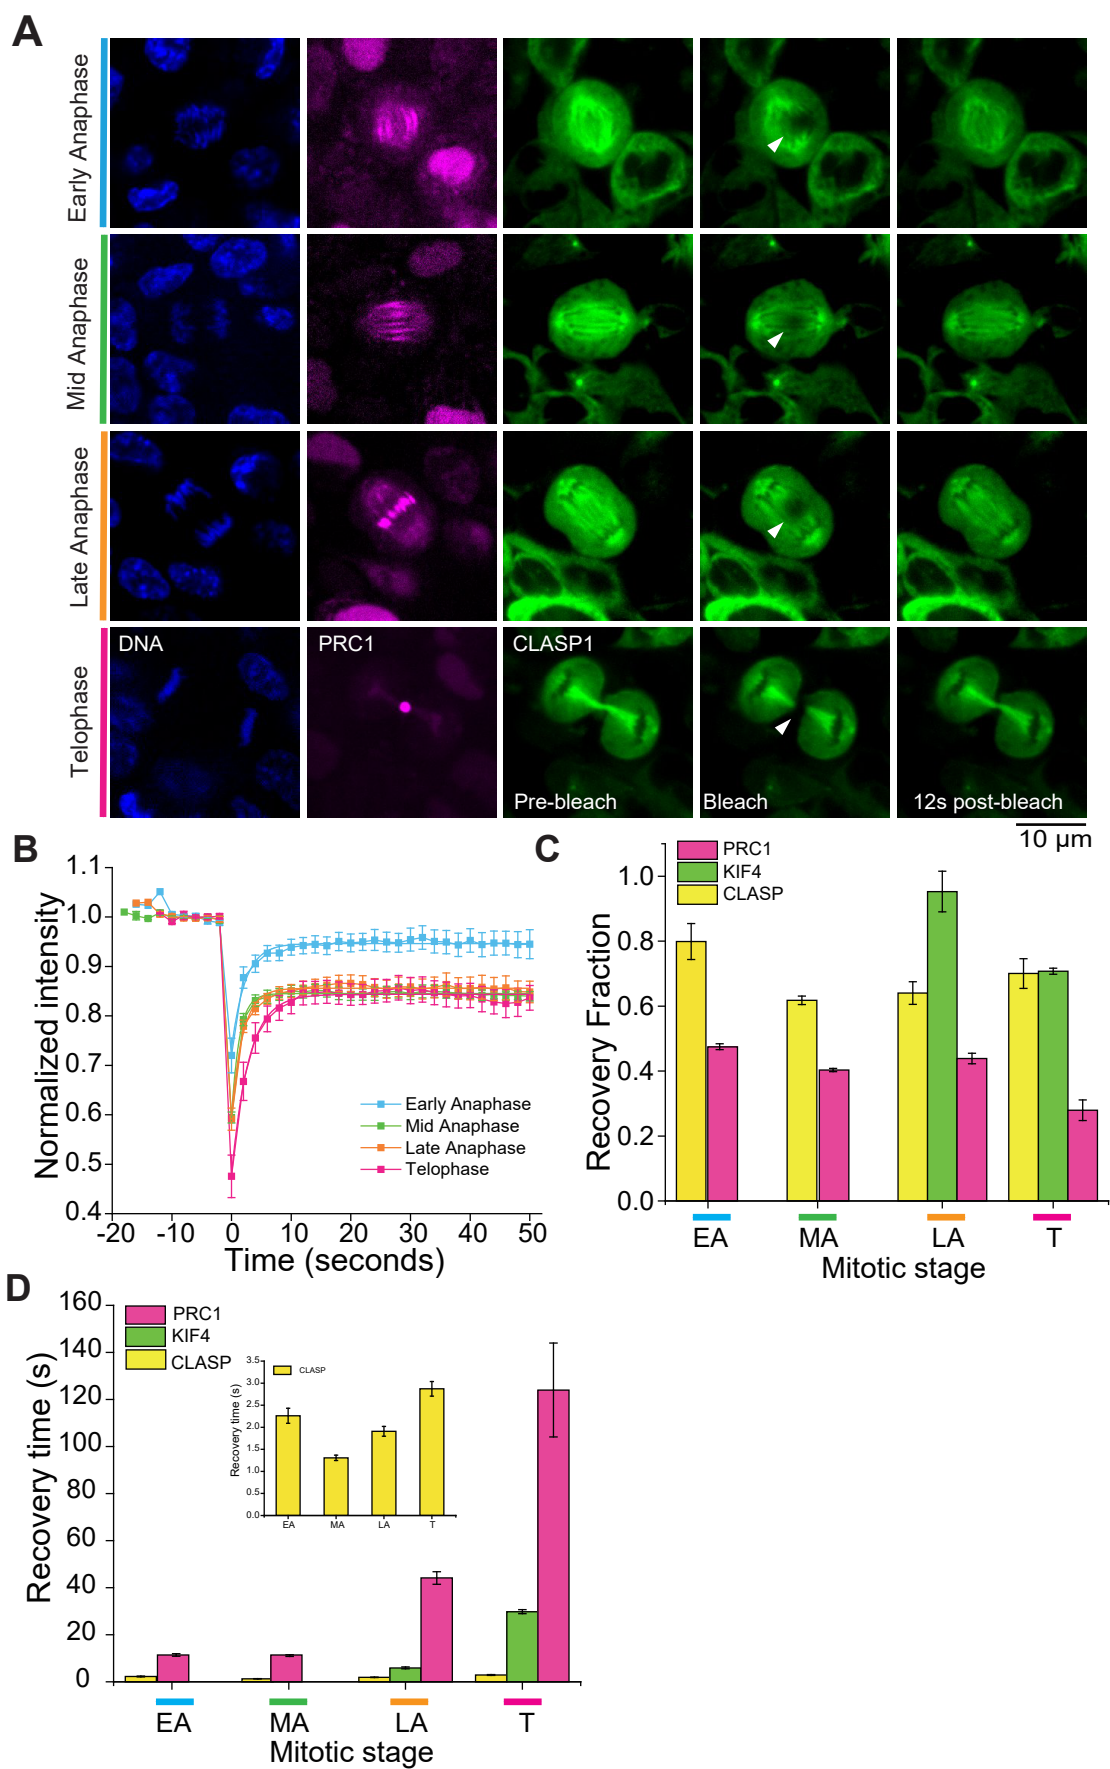 A
Early Anaphase
Mid Anaphase
Late Anaphase
Telophase
DNA
PRC1
CLASP1
Pre-bleach
Bleach
12s post-bleach
10 µm
B
Normalized intensity
1.1
1.0
0.9
0.8
0.7
0.6
0.5
0.4
-20 -10 0 10 20 30 40 50
Time (seconds)
Early Anaphase
Mid Anaphase
Late Anaphase
Telophase
C
PRC1
KIF4
CLASP
Recovery Fraction
1.0
0.8
0.6
0.4
0.2
0.0
EA MA LA T
Mitotic stage
D
PRC1
KIF4
CLASP
Recovery time (s)
160
140
120
100
80
60
40
20
0
EA MA LA T
Mitotic stage
CLASP
Recovery time (s)
3.5
3.0
2.5
2.0
1.5
1.0
0.5
0.0
EA MA LA T